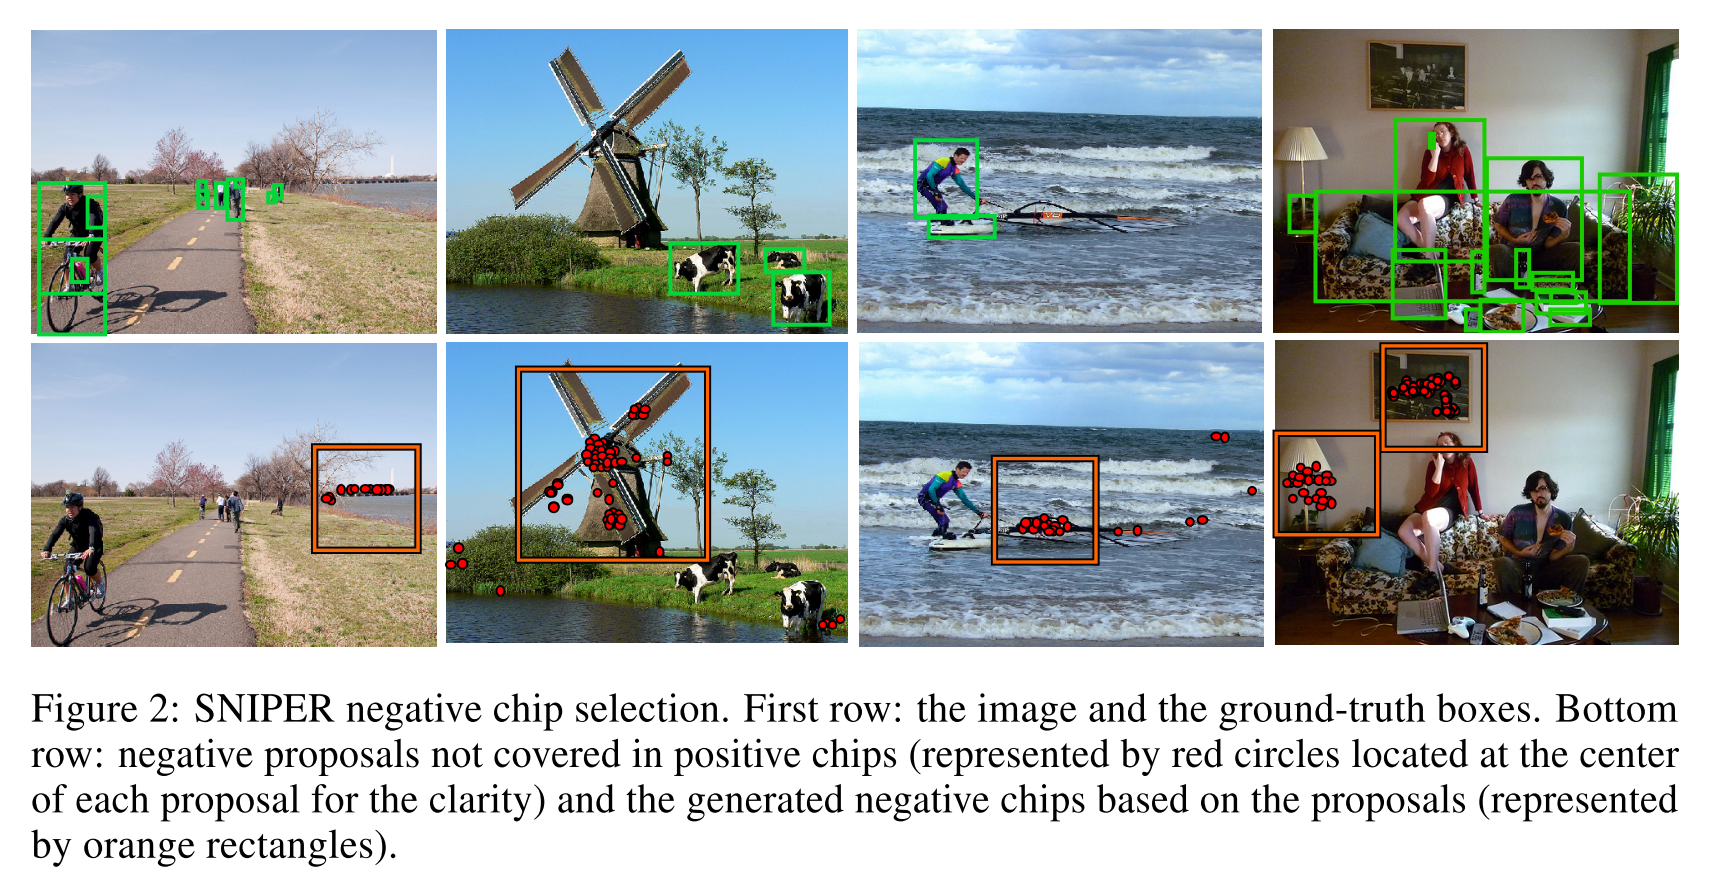 Figure 2: SNIPER negative chip selection. First row: the image and the ground-truth boxes. Bottom
row: negative proposals not covered in positive chips (represented by red circles located at the center
of each proposal for the clarity) and the generated negative chips based on the proposals (represented
by orange rectangles).